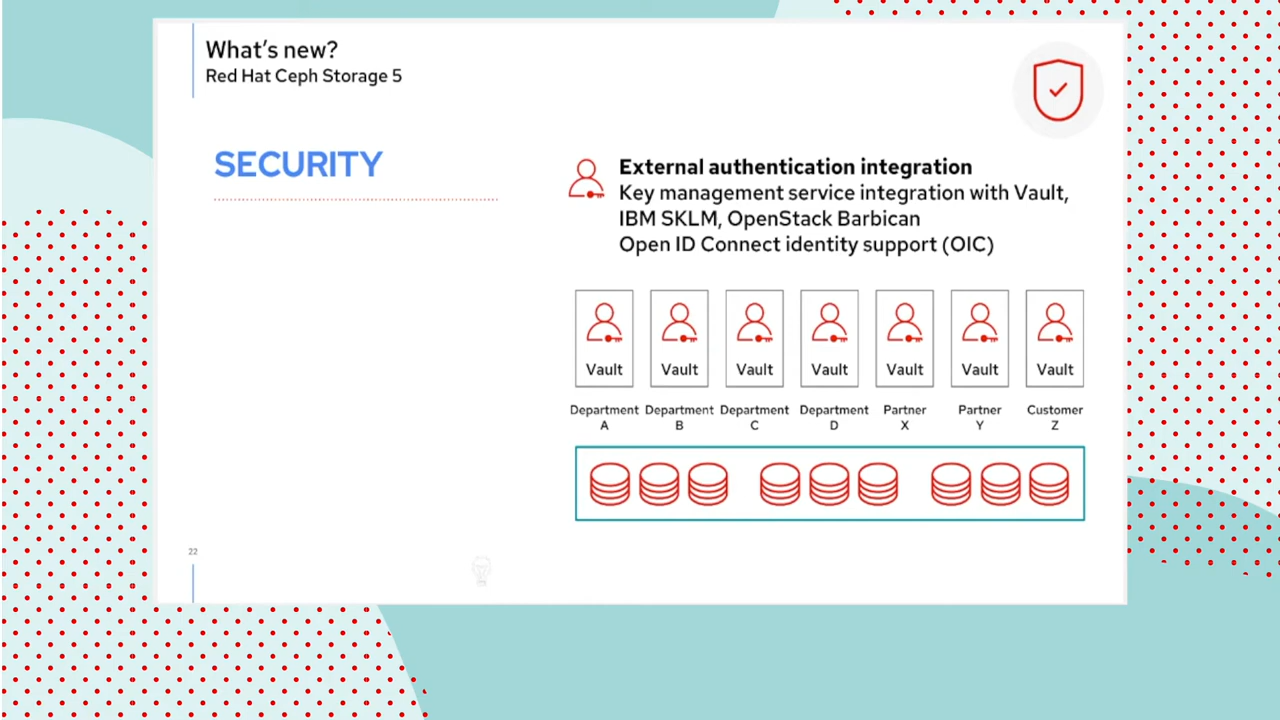 What's new?
Red Hat Ceph Storage 5
SECURITY
External authentication integration
Key management service integration with Vault,
IBM SKLM, OpenStack Barbican
Open ID Connect identity support (OIC)
Vault Vault Vault Vault Vault Vault Vault
Department Department Department Department Partner Partner Customer
A B C D X Y Z
22